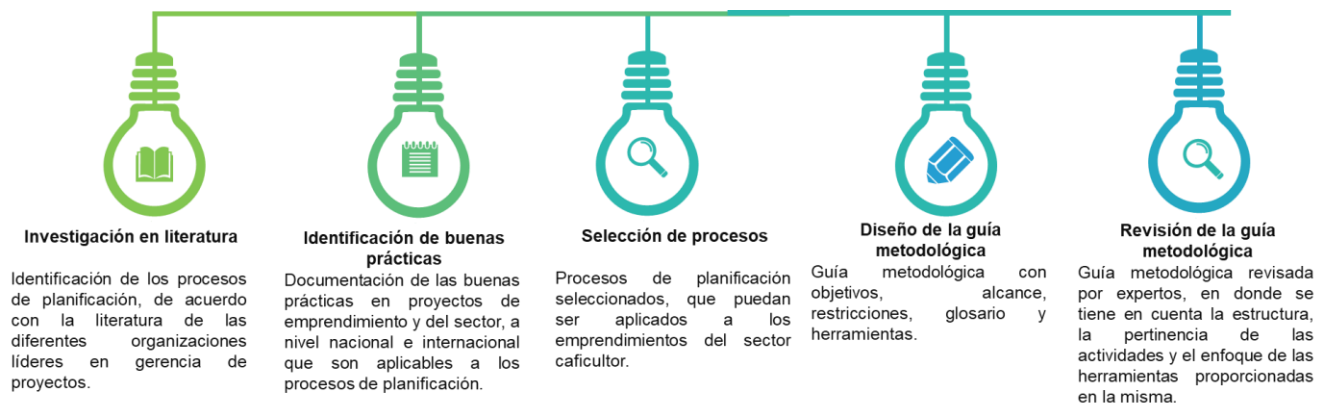 Investigación en literatura
Identificación de los procesos
de planificación, de acuerdo
con la literatura de las
diferentes organizaciones
líderes en gerencia de
proyectos.
Identificación de buenas
prácticas
Documentación de las buenas
prácticas en proyectos de
emprendimiento y del sector, a
nivel nacional e internacional
que son aplicables a los
procesos de planificación.
Selección de procesos
Procesos de planificación
seleccionados, que puedan
ser aplicados a los
emprendimientos del sector
caficultor.
Diseño de la guía
metodológica
Guía metodológica con
objetivos, alcance,
restricciones, glosario y
herramientas.
Revisión de la guía
metodológica
Guía metodológica revisada
por expertos, en donde se
tiene en cuenta la estructura,
la pertinencia de las
actividades y el enfoque de las
herramientas proporcionadas
en la misma.